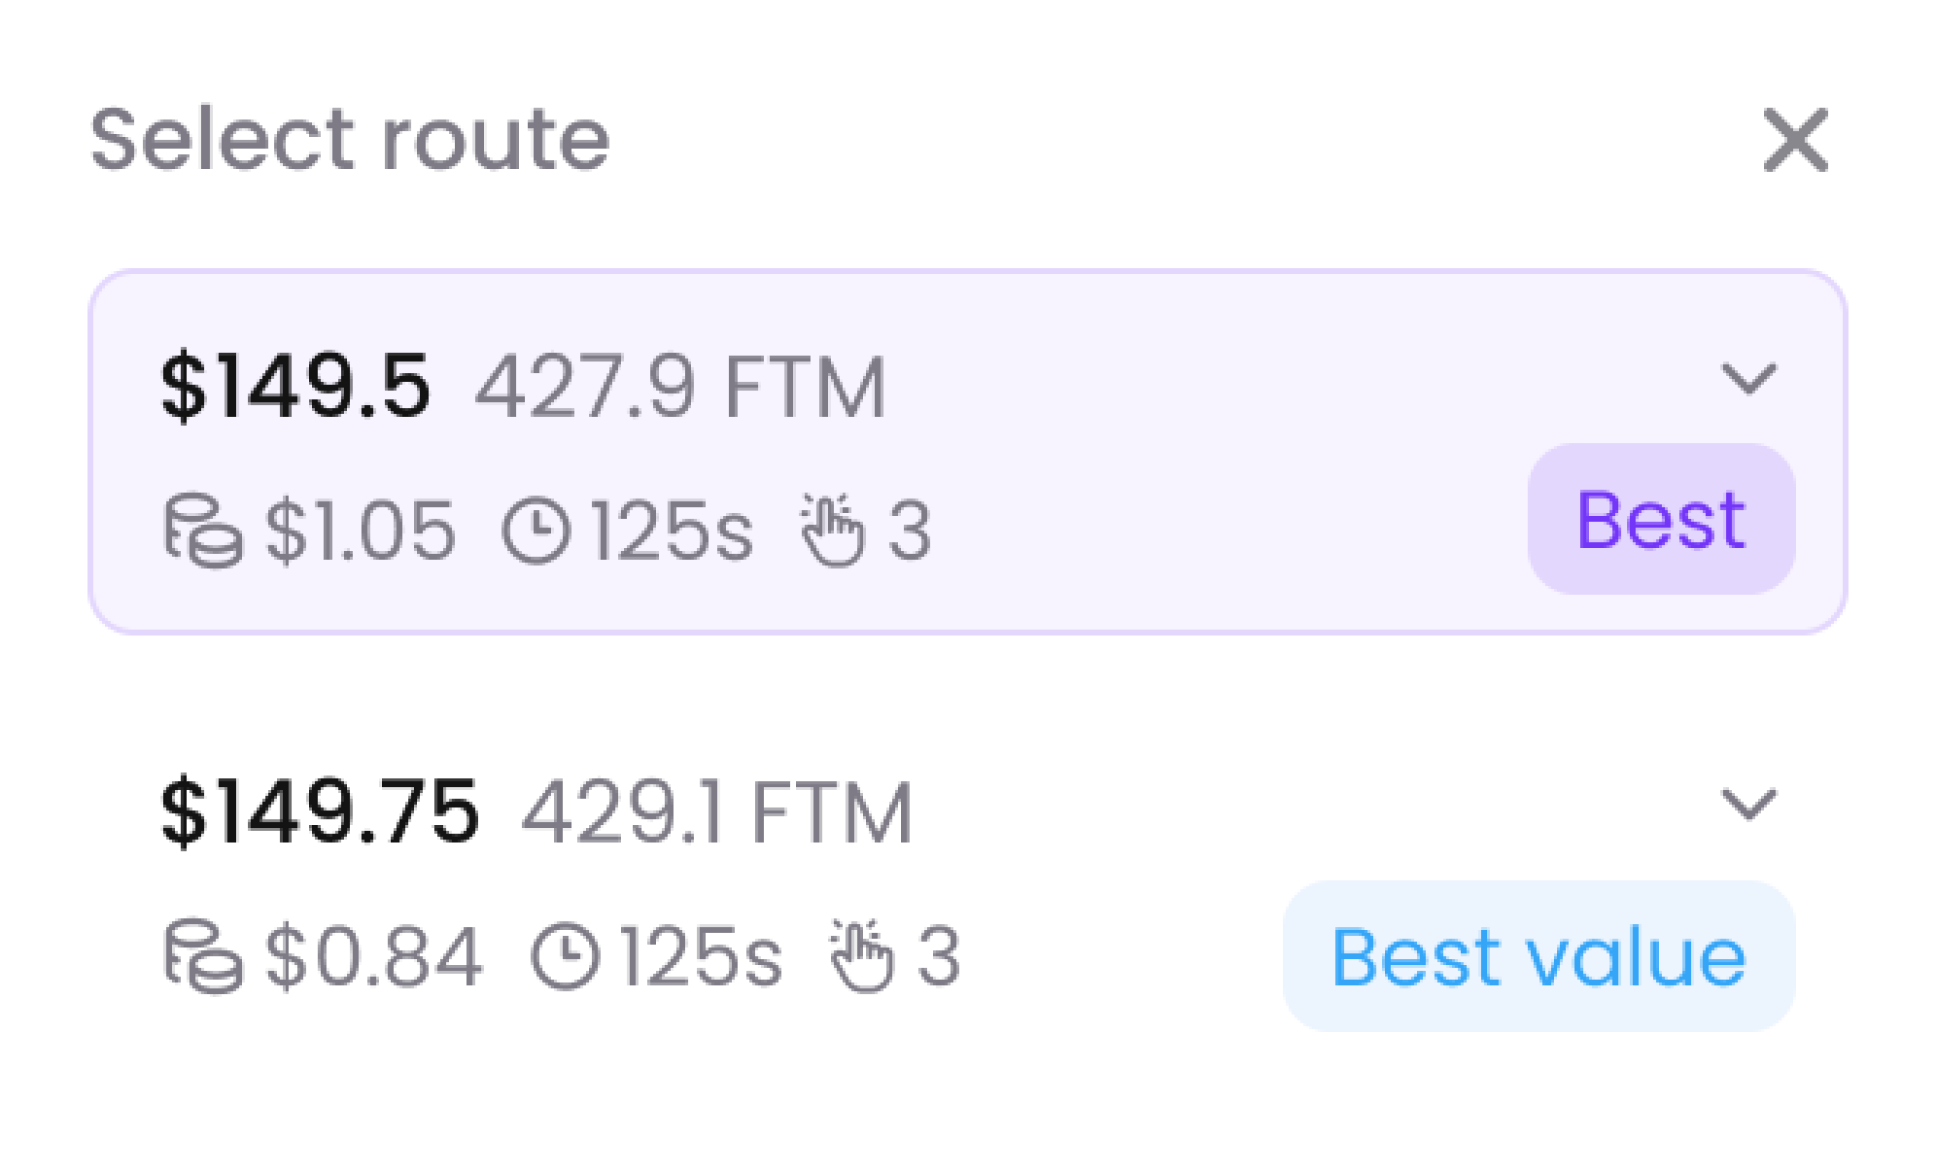 Select route
$149.5 427.9 FTM
$1.05 125s 3
Best
$149.75 429.1 FTM
$0.84 125s 3
Best value